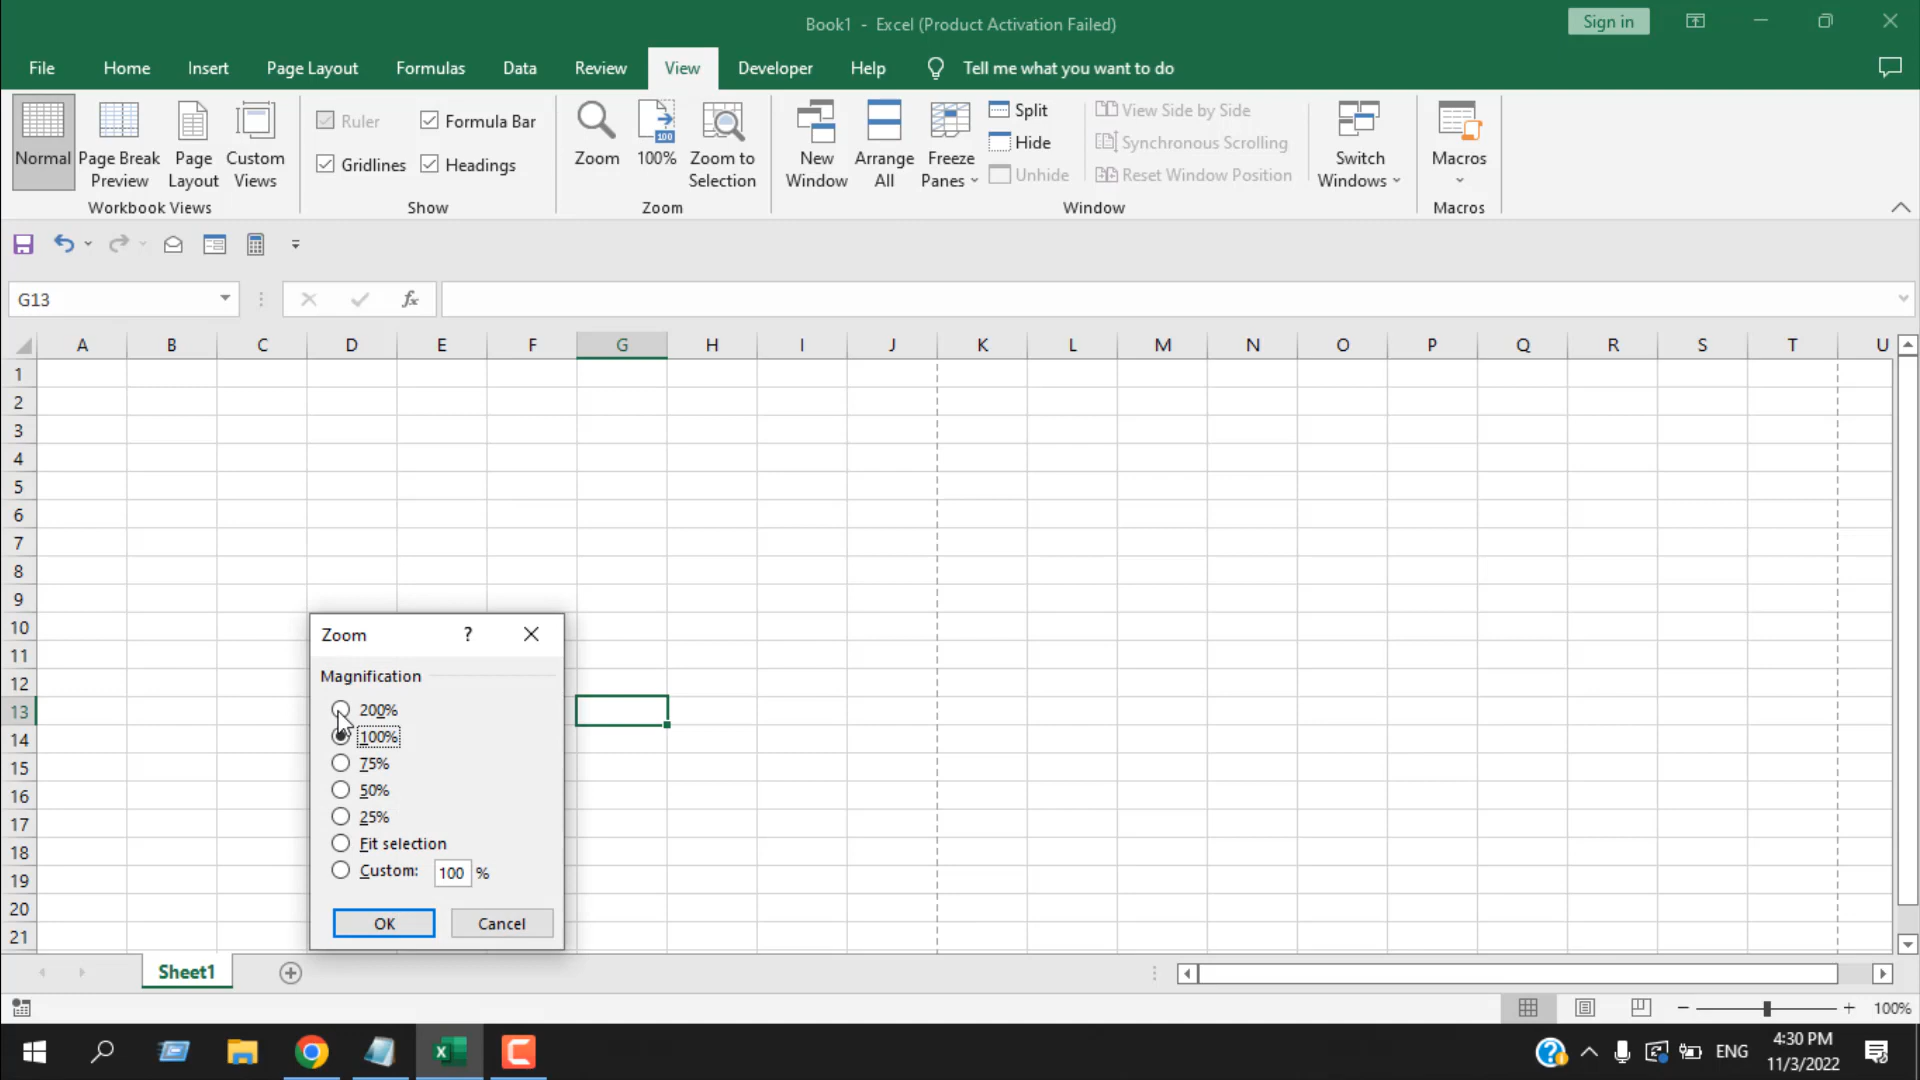 Book1 - Excel (Product Activation Failed)
Sign in
File Home Insert Page Layout Formulas Data Review View Developer Help Tell me what you want to do
Normal
Page Break Preview
Page Layout
Custom Views
Workbook Views
Ruler
Formula Bar
Gridlines
Headings
Show
Zoom
100
100%
Zoom to Selection
Zoom
New Window
Arrange All
Freeze Panes
Split
Hide
Unhide
View Side by Side
Synchronous Scrolling
Reset Window Position
Switch Windows
Window
Macros
Macros
G13
fx
A B C D E F G H I J K L M N O P Q R S T U
1
2
3
4
5
6
7
8
9
10
11
12
13
14
15
16
17
18
19
20
21
Zoom ?
Magnification
200%
100%
75%
50%
25%
Fit selection
Custom: 100 %
OK Cancel
Sheet1
100%
ENG
4:30 PM
11/3/2022